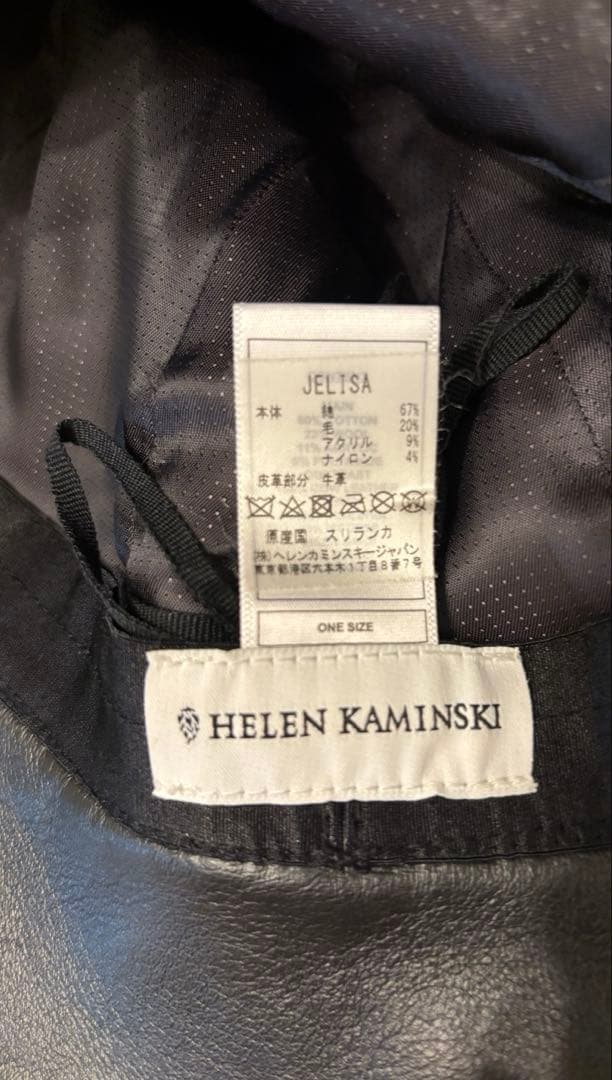 JELISA
本体 綿 67%
毛 20%
アクリル 9%
ナイロン 4%
皮革部分 牛革
原産国 スリランカ
(株)ヘレンカミンスキージャパン
東京都港区六本木1丁目8番7号
ONE SIZE
HELEN KAMINSKI